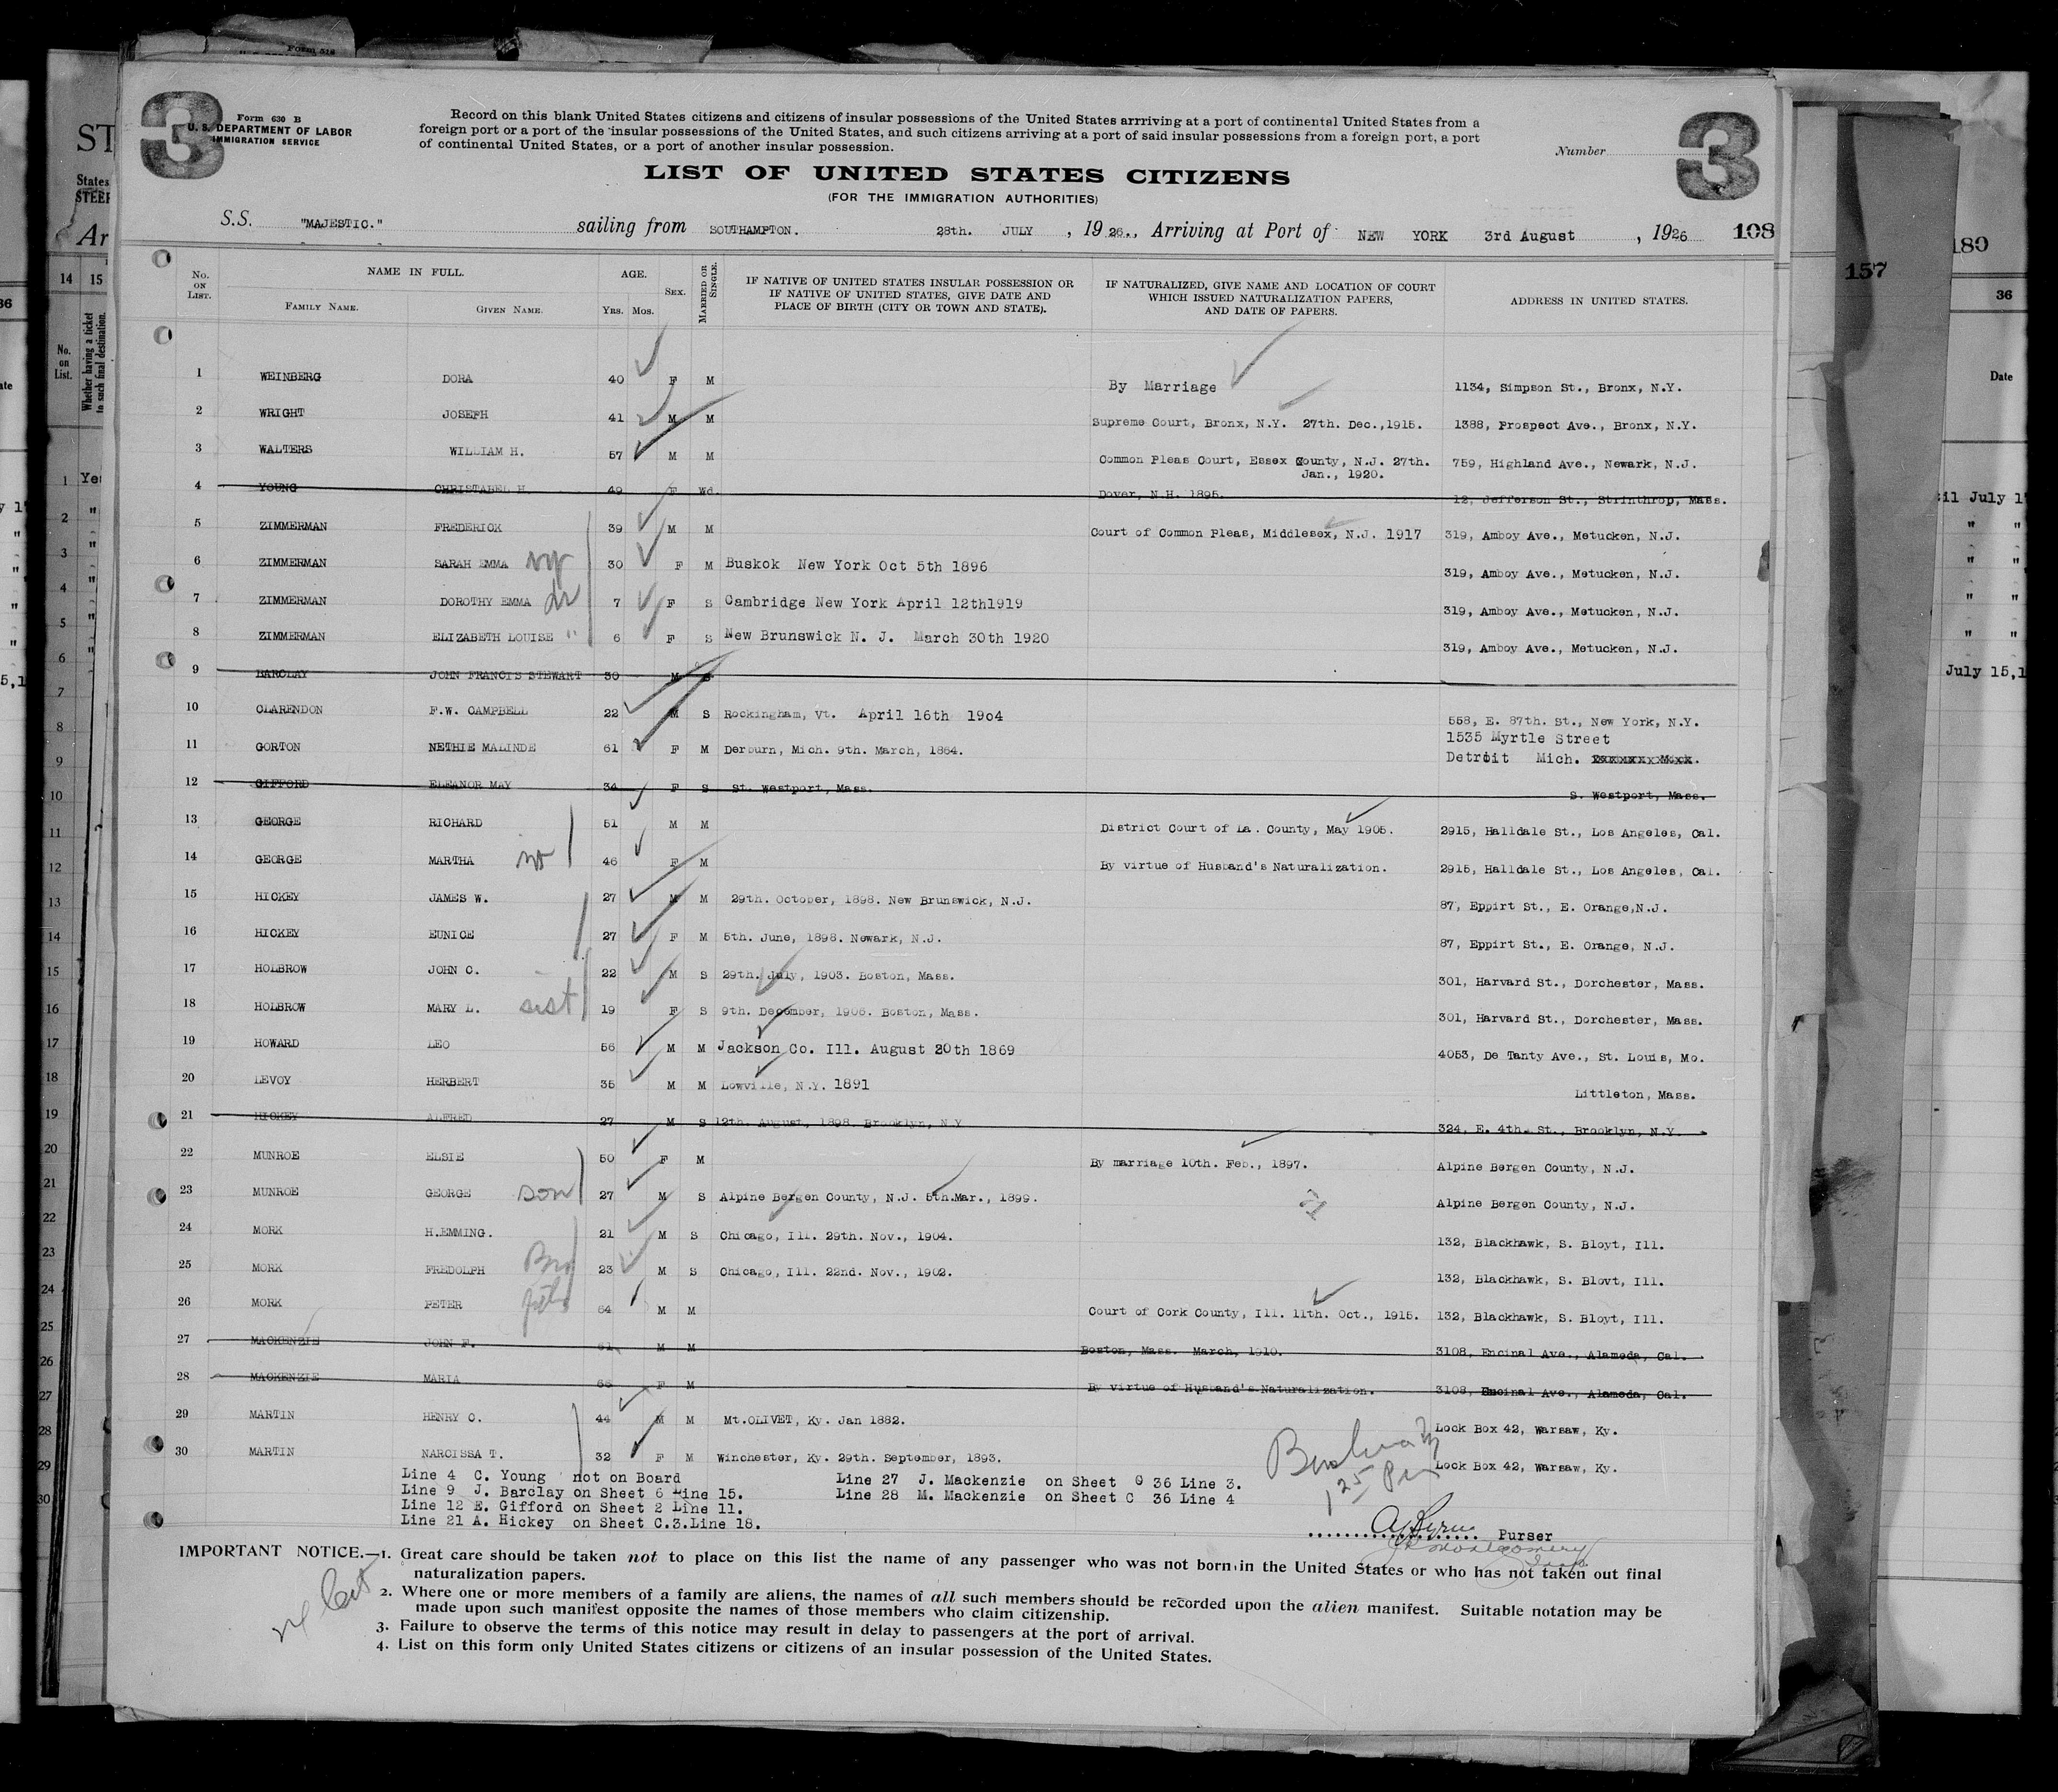 3
Form 630 B
U. S. DEPARTMENT OF LABOR
IMMIGRATION SERVICE
Record on this blank United States citizens and citizens of insular possessions of the United States arrriving at a port of continental United States from a
foreign port or a port of the insular possessions of the United States, and such citizens arriving at a port of said insular possessions from a foreign port, a port
of continental United States, or a port of another insular possession.
Number
3
LIST OF UNITED STATES CITIZENS
(FOR THE IMMIGRATION AUTHORITIES)
S.S. "MAJESTIC." sailing from SOUTHAMPTON. 28th. JULY , 1926., Arriving at Port of NEW YORK 3rd August , 1926 108
No. ON LIST. NAME IN FULL. FAMILY NAME. GIVEN NAME. AGE. YRS. MOS. SEX. MARRIED OR SINGLE. IF NATIVE OF UNITED STATES INSULAR POSSESSION OR IF NATIVE OF UNITED STATES, GIVE DATE AND PLACE OF BIRTH (CITY OR TOWN AND STATE). IF NATURALIZED, GIVE NAME AND LOCATION OF COURT WHICH ISSUED NATURALIZATION PAPERS, AND DATE OF PAPERS. ADDRESS IN UNITED STATES.
1 WEINBERG DORA 40 F M By Marriage 1134, Simpson St., Bronx, N.Y.
2 WRIGHT JOSEPH 41 M M Supreme Court, Bronx, N.Y. 27th. Dec.,1915. 1388, Prospect Ave., Bronx, N.Y.
3 WALTERS WILLIAM H. 57 M M Common Pleas Court, Essex County, N.J. 27th. Jan., 1920. 759, Highland Ave., Newark, N.J.
4 YOUNG CHRISTABEL H. 49 F Wd. Dover, N.H. 1895. 12, Jefferson St., Strinthrop, Mass.
5 ZIMMERMAN FREDERICK 39 M M Court of Common Pleas, Middlesex, N.J. 1917 319, Amboy Ave., Metucken, N.J.
6 ZIMMERMAN SARAH EMMA 30 F M Buskok New York Oct 5th 1896 319, Amboy Ave., Metucken, N.J.
7 ZIMMERMAN DOROTHY EMMA 7 F S Cambridge New York April 12th1919 319, Amboy Ave., Metucken, N.J.
8 ZIMMERMAN ELIZABETH LOUISE " 6 F S New Brunswick N. J. March 30th 1920 319, Amboy Ave., Metucken, N.J.
9 BARCLAY JOHN FRANCIS STEWART 30 M S
10 CLARENDON F.W. CAMPBELL 22 M S Rockingham, Vt. April 16th 19o4 558, E. 87th. St., New York, N.Y.
11 GORTON NETHIE MALINDE 61 F M Derburn, Mich. 9th. March, 1864. 1535 Myrtle Street
Detroit Mich.
12 GIFFORD ELEANOR MAY 34 F S St. Westport, Mass. S. Westport, Mass.
13 GEORGE RICHARD 51 M M District Court of La. County, May 1905. 2915, Halldale St., Los Angeles, Cal.
14 GEORGE MARTHA 46 F M By virtue of Husband's Naturalization. 2915, Halldale St., Los Angeles, Cal.
15 HICKEY JAMES W. 27 M M 29th. October, 1898. New Brunswick, N.J. 87, Eppirt St., E. Orange,N.J.
16 HICKEY EUNICE 27 F M 5th. June, 1898. Newark, N.J. 87, Eppirt St., E. Orange, N.J.
17 HOLBROW JOHN C. 22 M S 29th. July, 1903. Boston, Mass. 301, Harvard St., Dorchester, Mass.
18 HOLBROW MARY L. sist 19 F S 9th. December, 1906. Boston, Mass. 301, Harvard St., Dorchester, Mass.
19 HOWARD LEO 56 M M Jackson Co. Ill. August 20th 1869 4053, De Tanty Ave., St. Louis, Mo.
20 LEVOY HERBERT 35 M M Lowville, N.Y. 1891 Littleton, Mass.
21 HICKEY ALFRED 27 M S 12th. August, 1898. Brooklyn, N.Y 324, E. 4th. St., Brooklyn, N.Y.
22 MUNROE ELSIE 50 F M By marriage 10th. Feb., 1897. Alpine Bergen County, N.J.
23 MUNROE GEORGE son 27 M S Alpine Bergen County, N.J. 5th.Mar., 1899. Alpine Bergen County, N.J.
24 MORK H.EMMING. 21 M S Chicago, Ill. 29th. Nov., 1904. 132, Blackhawk, S. Bloyt, Ill.
25 MORK FREDOLPH Bro 23 M S Chicago, Ill. 22nd. Nov., 1902. 132, Blackhawk, S. Blovt, Ill.
26 MORK PETER 64 M M Court of Cork County, Ill. 11th. Oct., 1915. 132, Blackhawk, S. Bloyt, Ill.
27 MACKENZIE JOHN F. 61 M M Boston, Mass. March, 1910. 3108, Encinal Ave., Alameda, Cal.
28 MACKENZIE MARIA 66 F M By virtue of Husband's Naturalization. 3108, Encinal Ave., Alameda, Cal.
29 MARTIN HENRY C. 44 M M Mt.OLIVET, Ky. Jan 1882. Lock Box 42, Warsaw, Ky.
30 MARTIN NARCISSA T. 32 F M Winchester, Ky. 29th. September, 1893. Lock Box 42, Warsaw, Ky.
Line 4 C. Young not on Board Line 27 J. Mackenzie on Sheet C 36 Line 3.
Line 9 J. Barclay on Sheet 6 Line 15. Line 28 M. Mackenzie on Sheet C 36 Line 4
Line 12 E. Gifford on Sheet 2 Line 11.
Line 21 A. Hickey on Sheet C.3.Line 18.
Purser
IMPORTANT NOTICE.—1. Great care should be taken not to place on this list the name of any passenger who was not born in the United States or who has not taken out final
naturalization papers.
2. Where one or more members of a family are aliens, the names of all such members should be recorded upon the alien manifest. Suitable notation may be
made upon such manifest opposite the names of those members who claim citizenship.
3. Failure to observe the terms of this notice may result in delay to passengers at the port of arrival.
4. List on this form only United States citizens or citizens of an insular possession of the United States.
157
180
36
Date
July 15,1